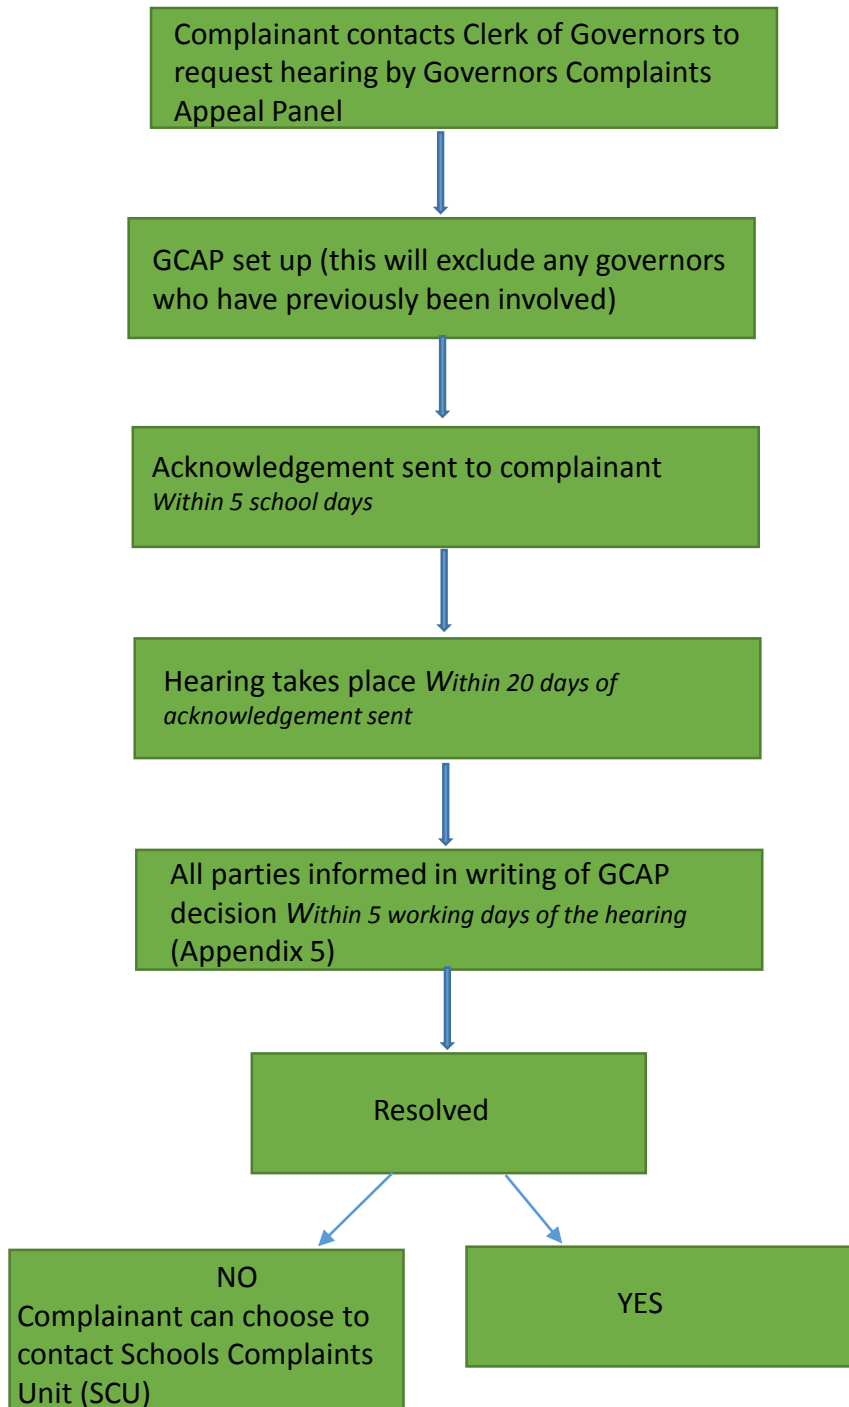 Complainant contacts Clerk of Governors to
request hearing by Governors Complaints
Appeal Panel
GCAP set up (this will exclude any governors
who have previously been involved)
Acknowledgement sent to complainant
Within 5 school days
Hearing takes place Within 20 days of
acknowledgement sent
All parties informed in writing of GCAP
decision Within 5 working days of the hearing
(Appendix 5)
Resolved
NO
Complainant can choose to
contact Schools Complaints
Unit (SCU)
YES